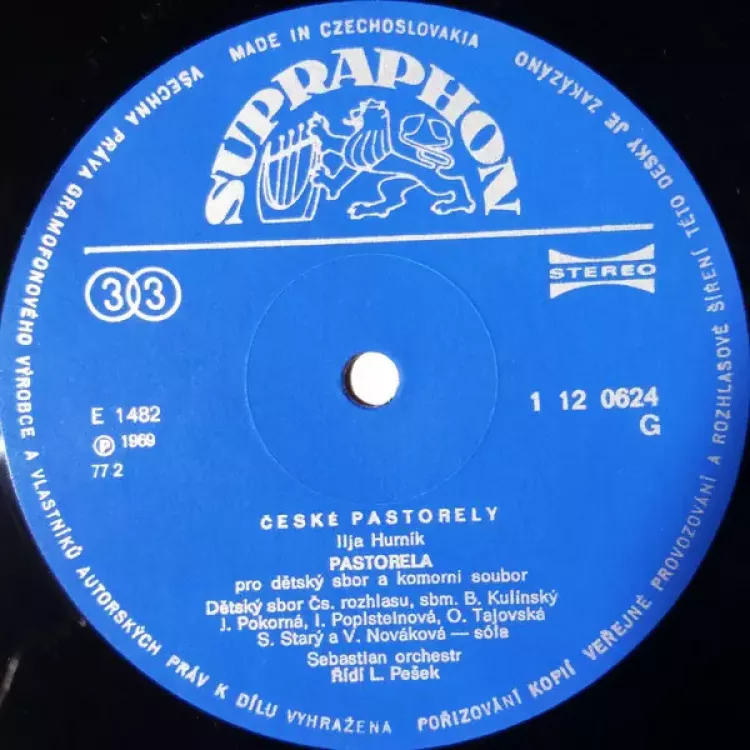 MADE IN CZECHOSLOVAKIA
VŠECHNA PRÁVA GRAMOFONOVÉHO VÝROBCE A VLASTNÍKŮ AUTORSKÝCH PRÁV K DÍLU VYHRAŽENA
POŘIZOVÁNÍ KOPIÍ VEŘEJNÉ PROVOZOVÁNÍ A ROZHLASOVÉ ŠÍŘENÍ TÉTO DESKY JE ZAKÁZÁNO
SUPRAPHON
STEREO
33
E 1482
1 12 0624
G
Ⓟ 1969
77 2
ČESKÉ PASTORELY
Ilja Hurník
PASTORELA
pro dětský sbor a komorní soubor
Dětský sbor Čs. rozhlasu, sbm. B. Kulínský
J. Pokorná, I. Poplsteinová, O. Tajovská
S. Starý a V. Nováková — sóla
Sebastian orchestr
Řídí L. Pešek